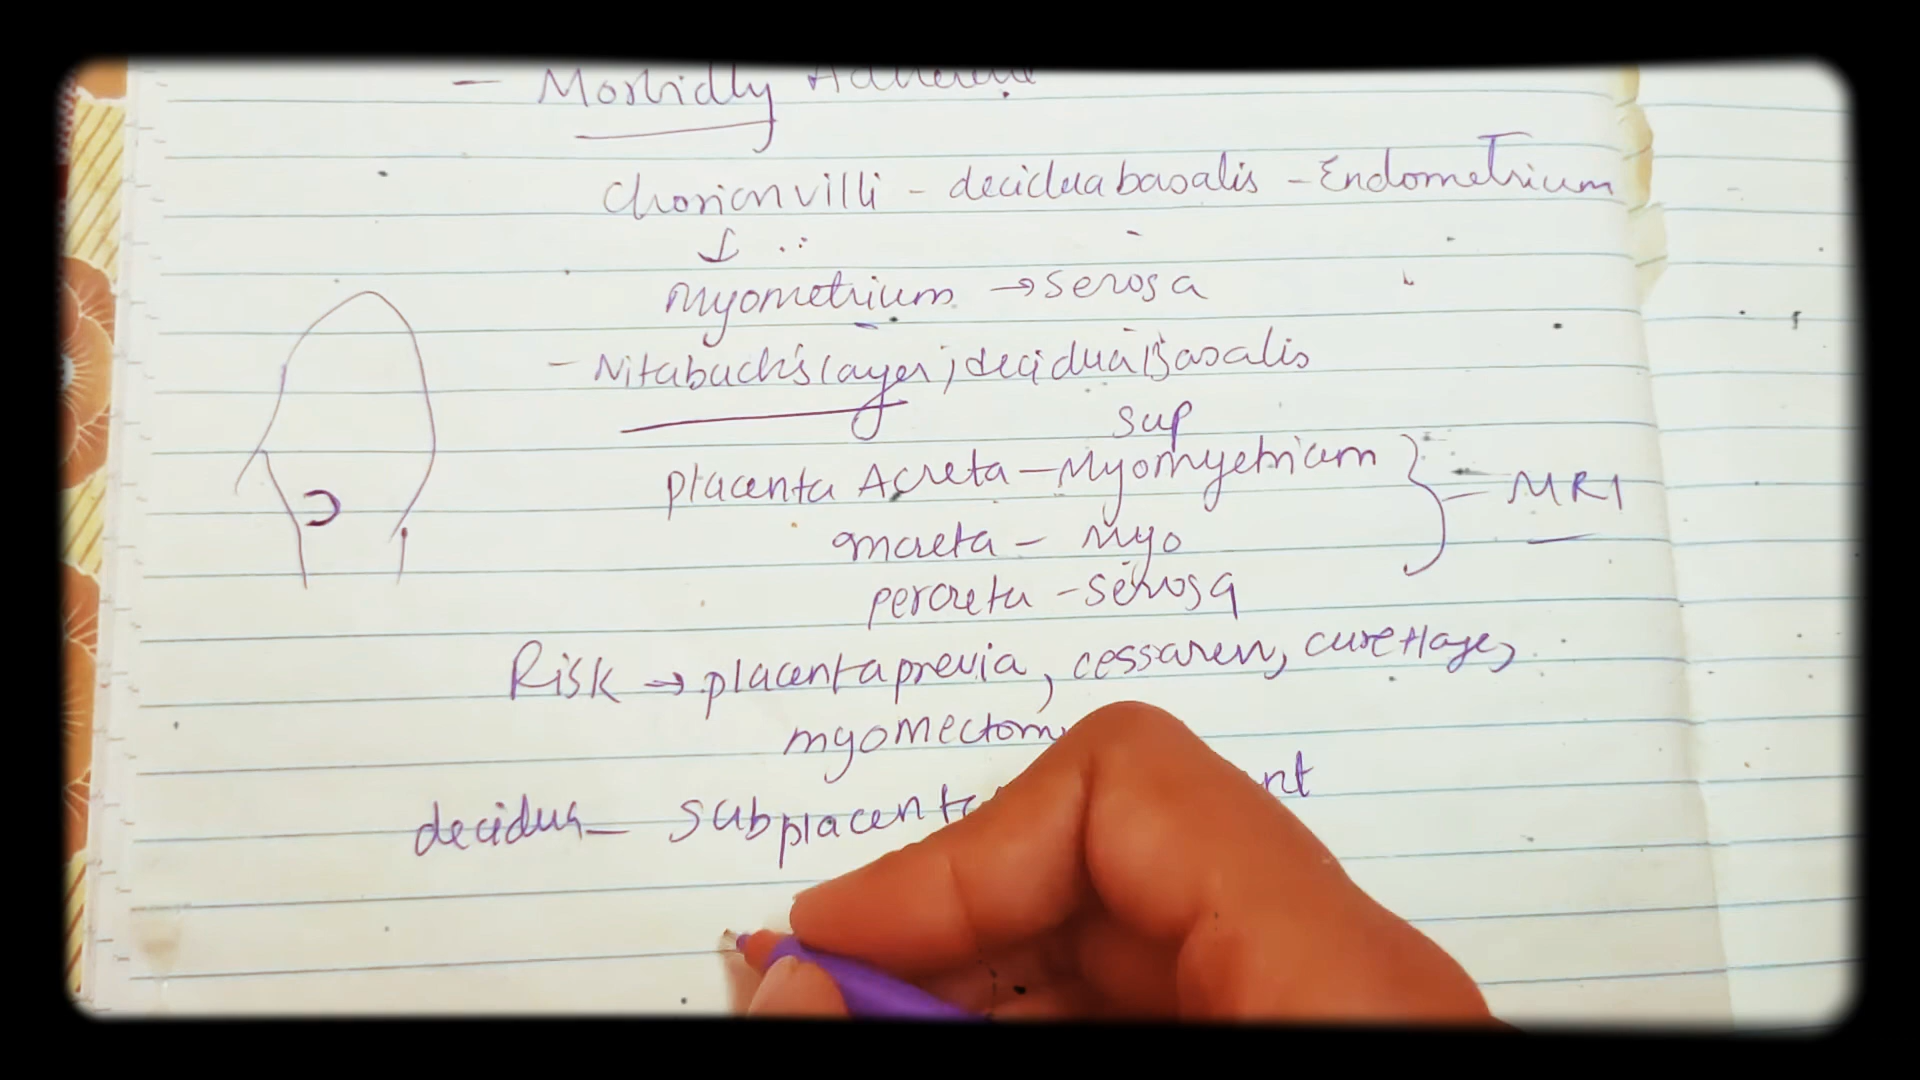 - Morbidly Adherent
Chorion villi - decidua basalis - Endometrium
↓
myometrium → serosa
- Nitabuch's layer, decidua Basalis
sup
placenta Acreta - Myomyetrium
increta - Myo
percreta - serosa
} - MRI
Risk → placenta previa, cessaren, curettage,
myomectom
decidua - subplacent nt